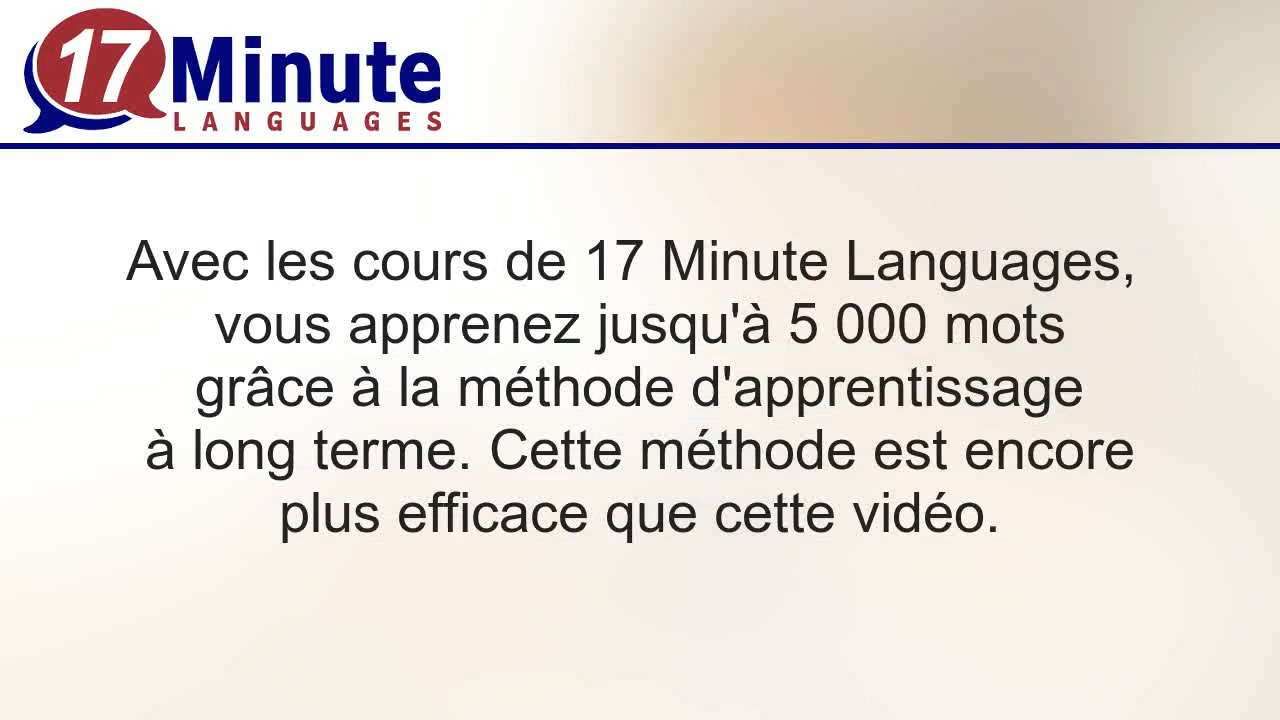 17 Minute
LANGUAGES
Avec les cours de 17 Minute Languages,
vous apprenez jusqu'à 5 000 mots
grâce à la méthode d'apprentissage
à long terme. Cette méthode est encore
plus efficace que cette vidéo.